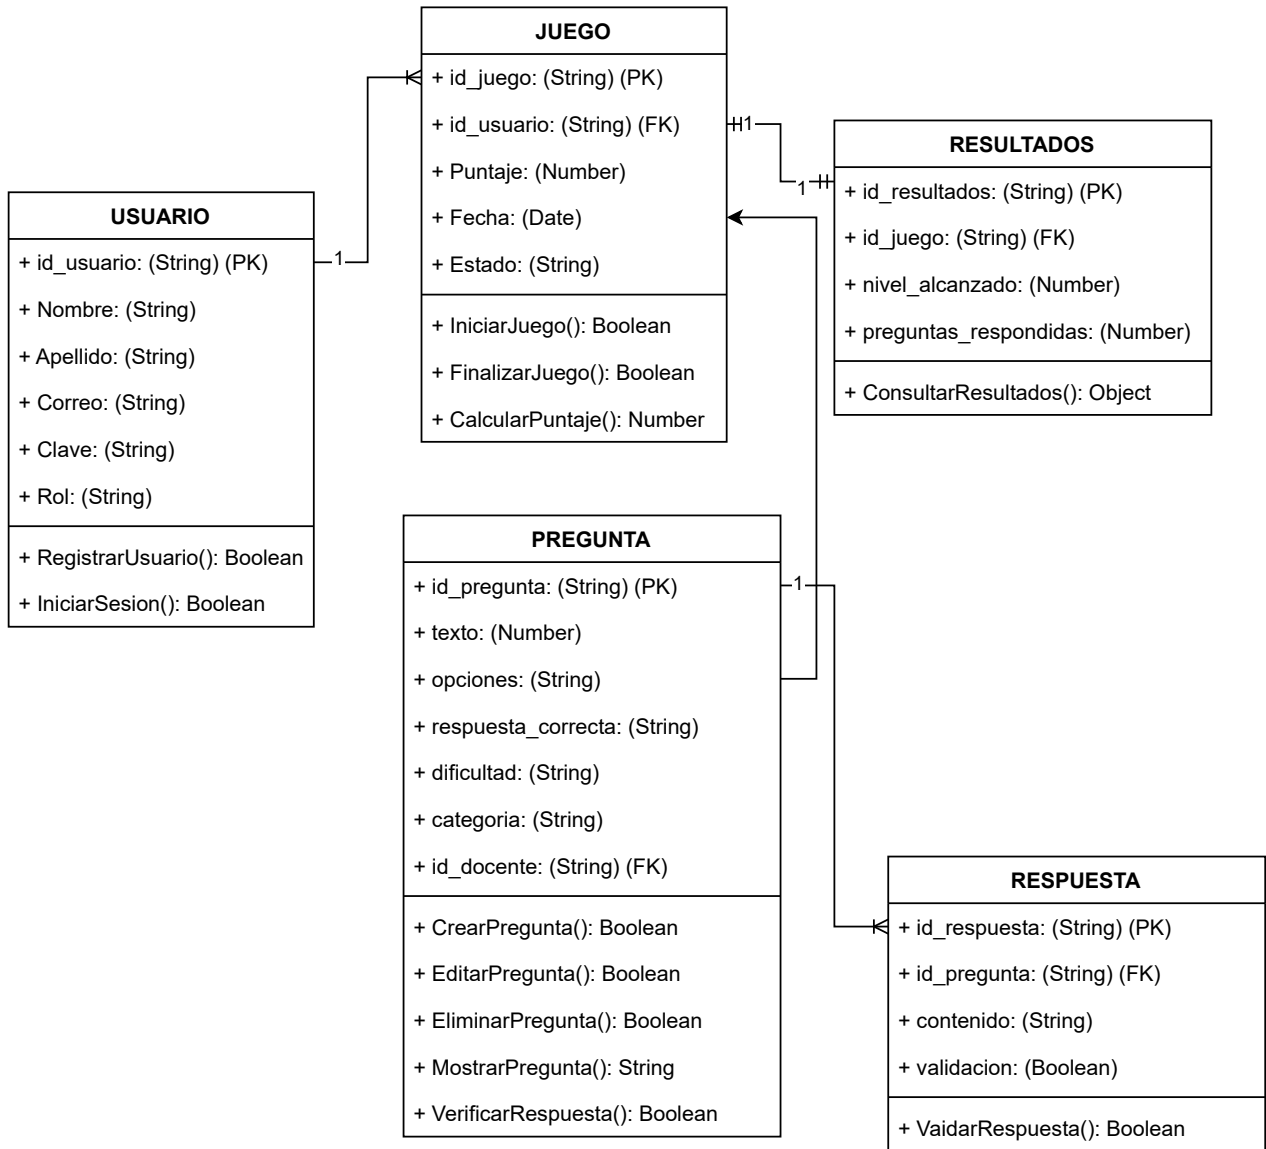 JUEGO
+ id_juego: (String) (PK)
+ id_usuario: (String) (FK)
+ Puntaje: (Number)
+ Fecha: (Date)
+ Estado: (String)
+ IniciarJuego(): Boolean
+ FinalizarJuego(): Boolean
+ CalcularPuntaje(): Number
1
1
RESULTADOS
+ id_resultados: (String) (PK)
+ id_juego: (String) (FK)
+ nivel_alcanzado: (Number)
+ preguntas_respondidas: (Number)
+ ConsultarResultados(): Object
USUARIO
+ id_usuario: (String) (PK)
+ Nombre: (String)
+ Apellido: (String)
+ Correo: (String)
+ Clave: (String)
+ Rol: (String)
+ RegistrarUsuario(): Boolean
+ IniciarSesion(): Boolean
1
PREGUNTA
+ id_pregunta: (String) (PK)
+ texto: (Number)
+ opciones: (String)
+ respuesta_correcta: (String)
+ dificultad: (String)
+ categoria: (String)
+ id_docente: (String) (FK)
+ CrearPregunta(): Boolean
+ EditarPregunta(): Boolean
+ EliminarPregunta(): Boolean
+ MostrarPregunta(): String
+ VerificarRespuesta(): Boolean
1
RESPUESTA
+ id_respuesta: (String) (PK)
+ id_pregunta: (String) (FK)
+ contenido: (String)
+ validacion: (Boolean)
+ VaidarRespuesta(): Boolean